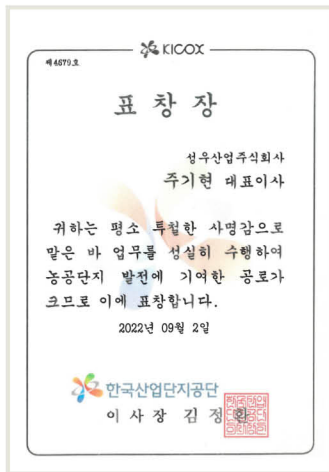 KICOX
제4679호
표창장
성우산업주식회사
주기현 대표이사
귀하는 평소 투철한 사명감으로
맡은 바 업무를 성실히 수행하여
농공단지 발전에 기여한 공로가
크므로 이에 표창합니다.
2022년 09월 2일
한국산업단지공단
이사장 김정환